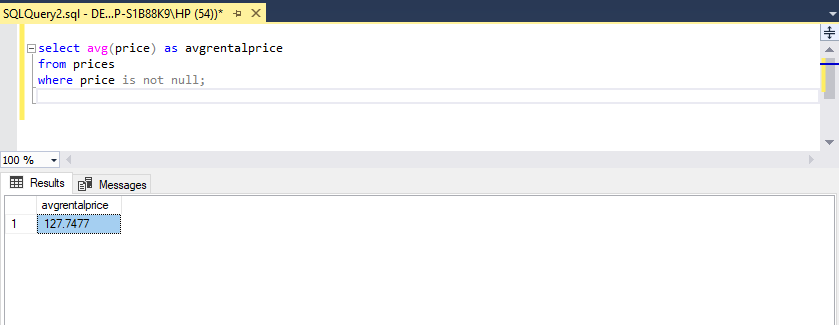 SQLQuery2.sql - DE...P-S1B88K9\HP (54))*
select avg(price) as avgrentalprice
from prices
where price is not null;
100 %
Results Messages
avgrentalprice
1 127.7477